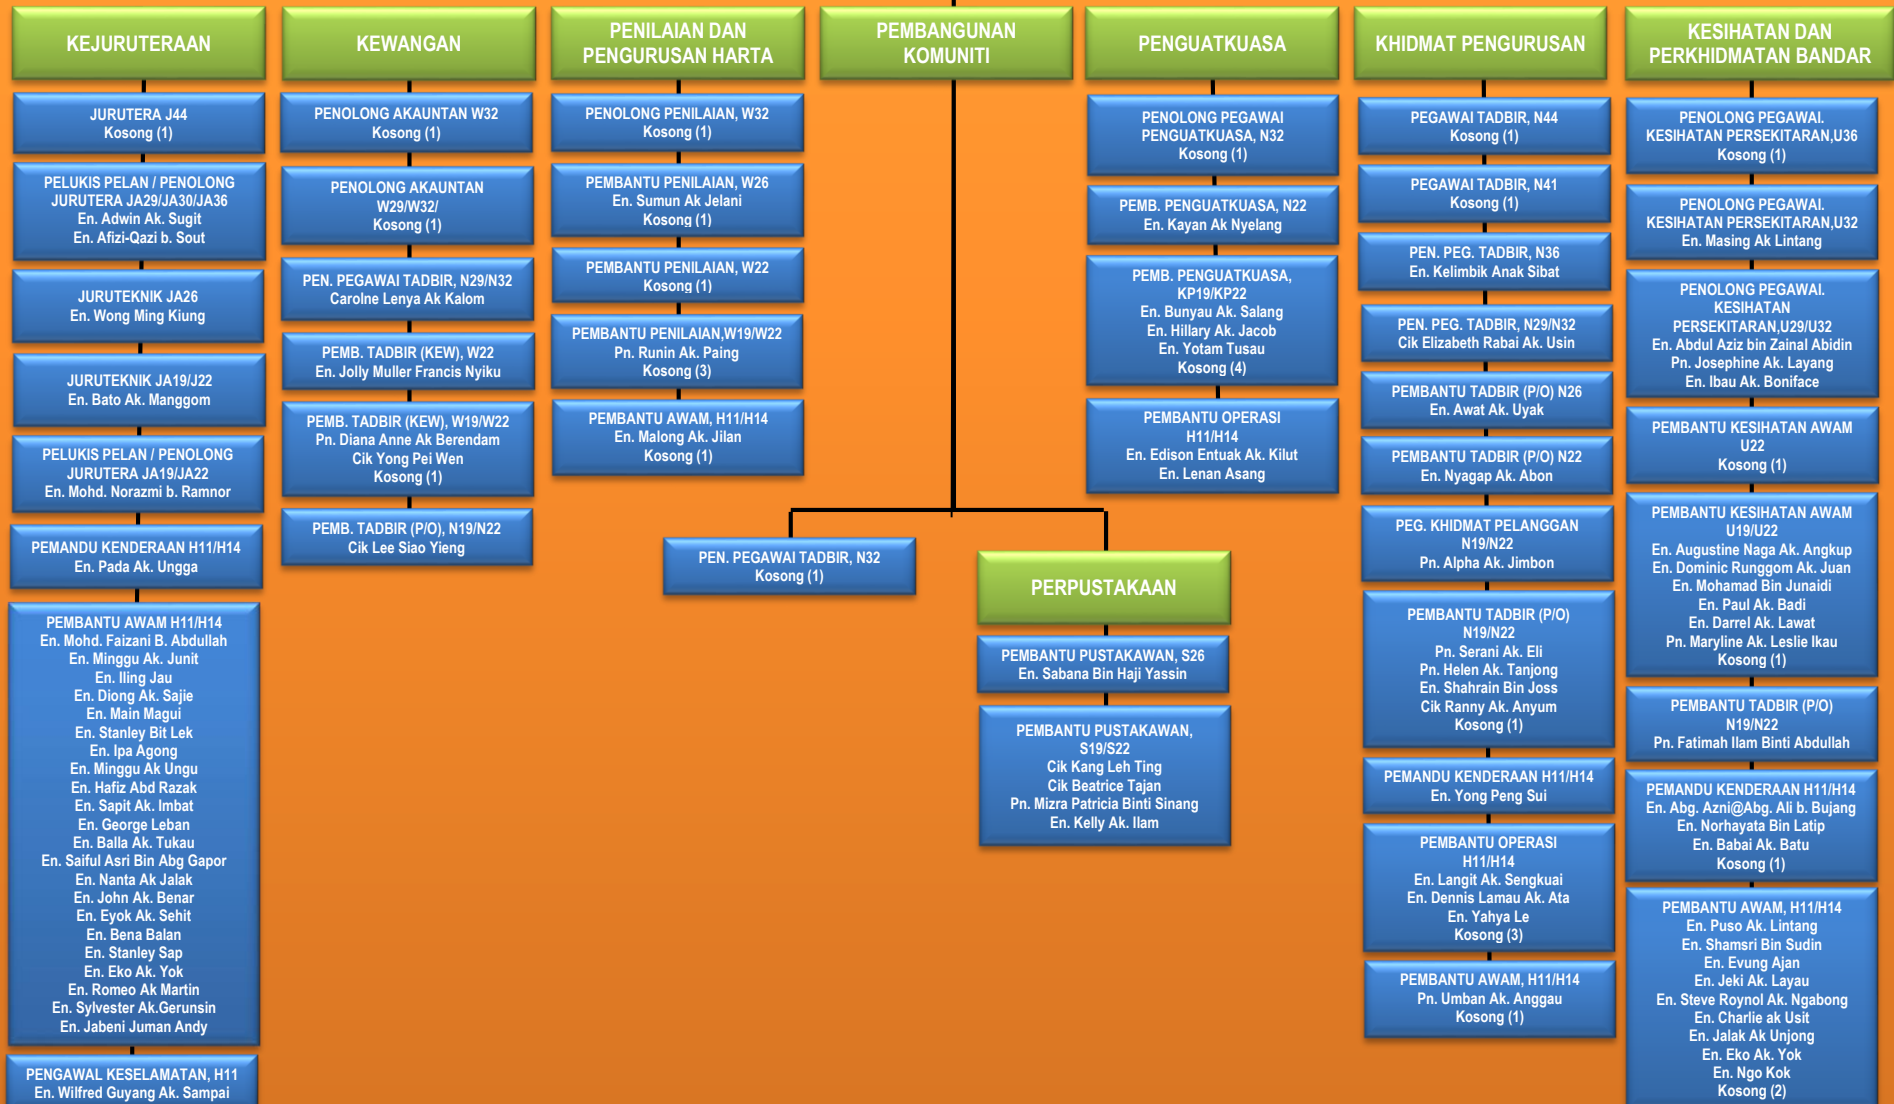 KEJURUTERAAN
JURUTERA J44
Kosong (1)
PELUKIS PELAN / PENOLONG
JURUTERA JA29/JA30/JA36
En. Adwin Ak. Sugit
En. Afizi-Qazi b. Sout
JURUTEKNIK JA26
En. Wong Ming Kiung
JURUTEKNIK JA19/J22
En. Bato Ak. Manggom
PELUKIS PELAN / PENOLONG
JURUTERA JA19/JA22
En. Mohd. Norazmi b. Ramnor
PEMANDU KENDERAAN H11/H14
En. Pada Ak. Ungga
PEMBANTU AWAM H11/H14
En. Mohd. Faizani B. Abdullah
En. Minggu Ak. Junit
En. Iling Jau
En. Diong Ak. Sajie
En. Main Magui
En. Stanley Bit Lek
En. Ipa Agong
En. Minggu Ak Ungu
En. Hafiz Abd Razak
En. Sapit Ak. Imbat
En. George Leban
En. Balla Ak. Tukau
En. Saiful Asri Bin Abg Gapor
En. Nanta Ak Jalak
En. John Ak. Benar
En. Eyok Ak. Sehit
En. Bena Balan
En. Stanley Sap
En. Eko Ak. Yok
En. Romeo Ak Martin
En. Sylvester Ak.Gerunsin
En. Jabeni Juman Andy
PENGAWAL KESELAMATAN, H11
En. Wilfred Guyang Ak. Sampai
KEWANGAN
PENOLONG AKAUNTAN W32
Kosong (1)
PENOLONG AKAUNTAN
W29/W32/
Kosong (1)
PEN. PEGAWAI TADBIR, N29/N32
Carolne Lenya Ak Kalom
PEMB. TADBIR (KEW), W22
En. Jolly Muller Francis Nyiku
PEMB. TADBIR (KEW), W19/W22
Pn. Diana Anne Ak Berendam
Cik Yong Pei Wen
Kosong (1)
PEMB. TADBIR (P/O), N19/N22
Cik Lee Siao Yieng
PENILAIAN DAN
PENGURUSAN HARTA
PENOLONG PENILAIAN, W32
Kosong (1)
PEMBANTU PENILAIAN, W26
En. Sumun Ak Jelani
Kosong (1)
PEMBANTU PENILAIAN, W22
Kosong (1)
PEMBANTU PENILAIAN,W19/W22
Pn. Runin Ak. Paing
Kosong (3)
PEMBANTU AWAM, H11/H14
En. Malong Ak. Jilan
Kosong (1)
PEMBANGUNAN
KOMUNITI
PEN. PEGAWAI TADBIR, N32
Kosong (1)
PERPUSTAKAAN
PEMBANTU PUSTAKAWAN, S26
En. Sabana Bin Haji Yassin
PEMBANTU PUSTAKAWAN,
S19/S22
Cik Kang Leh Ting
Cik Beatrice Tajan
Pn. Mizra Patricia Binti Sinang
En. Kelly Ak. Ilam
PENGUATKUASA
PENOLONG PEGAWAI
PENGUATKUASA, N32
Kosong (1)
PEMB. PENGUATKUASA, N22
En. Kayan Ak Nyelang
PEMB. PENGUATKUASA,
KP19/KP22
En. Bunyau Ak. Salang
En. Hillary Ak. Jacob
En. Yotam Tusau
Kosong (4)
PEMBANTU OPERASI
H11/H14
En. Edison Entuak Ak. Kilut
En. Lenan Asang
KHIDMAT PENGURUSAN
PEGAWAI TADBIR, N44
Kosong (1)
PEGAWAI TADBIR, N41
Kosong (1)
PEN. PEG. TADBIR, N36
En. Kelimbik Anak Sibat
PEN. PEG. TADBIR, N29/N32
Cik Elizabeth Rabai Ak. Usin
PEMBANTU TADBIR (P/O) N26
En. Awat Ak. Uyak
PEMBANTU TADBIR (P/O) N22
En. Nyagap Ak. Abon
PEG. KHIDMAT PELANGGAN
N19/N22
Pn. Alpha Ak. Jimbon
PEMBANTU TADBIR (P/O)
N19/N22
Pn. Serani Ak. Eli
Pn. Helen Ak. Tanjong
En. Shahrain Bin Joss
Cik Ranny Ak. Anyum
Kosong (1)
PEMANDU KENDERAAN H11/H14
En. Yong Peng Sui
PEMBANTU OPERASI
H11/H14
En. Langit Ak. Sengkuai
En. Dennis Lamau Ak. Ata
En. Yahya Le
Kosong (3)
PEMBANTU AWAM, H11/H14
Pn. Umban Ak. Anggau
Kosong (1)
KESIHATAN DAN
PERKHIDMATAN BANDAR
PENOLONG PEGAWAI.
KESIHATAN PERSEKITARAN,U36
Kosong (1)
PENOLONG PEGAWAI.
KESIHATAN PERSEKITARAN,U32
En. Masing Ak Lintang
PENOLONG PEGAWAI.
KESIHATAN
PERSEKITARAN,U29/U32
En. Abdul Aziz bin Zainal Abidin
Pn. Josephine Ak. Layang
En. Ibau Ak. Boniface
PEMBANTU KESIHATAN AWAM
U22
Kosong (1)
PEMBANTU KESIHATAN AWAM
U19/U22
En. Augustine Naga Ak. Angkup
En. Dominic Runggom Ak. Juan
En. Mohamad Bin Junaidi
En. Paul Ak. Badi
En. Darrel Ak. Lawat
Pn. Maryline Ak. Leslie Ikau
Kosong (1)
PEMBANTU TADBIR (P/O)
N19/N22
Pn. Fatimah Ilam Binti Abdullah
PEMANDU KENDERAAN H11/H14
En. Abg. Azni@Abg. Ali b. Bujang
En. Norhayata Bin Latip
En. Babai Ak. Batu
Kosong (1)
PEMBANTU AWAM, H11/H14
En. Puso Ak. Lintang
En. Shamsri Bin Sudin
En. Evung Ajan
En. Jeki Ak. Layau
En. Steve Roynol Ak. Ngabong
En. Charlie ak Usit
En. Jalak Ak Unjong
En. Eko Ak. Yok
En. Ngo Kok
Kosong (2)